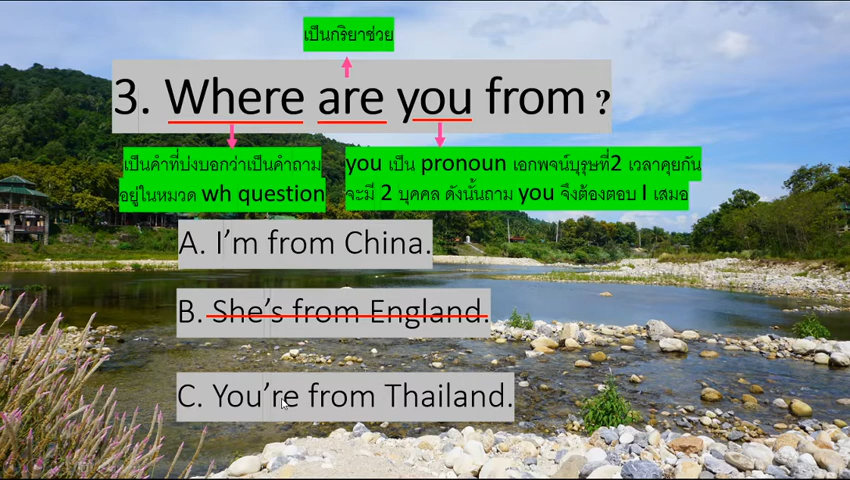 เป็นกริยาช่วย
3. Where are you from ?
เป็นคำที่บ่งบอกว่าเป็นคำถาม
อยู่ในหมวด wh question
you เป็น pronoun เอกพจน์บุรุษที่2 เวลาคุยกัน
จะมี 2 บุคคล ดังนั้นถาม you จึงต้องตอบ I เสมอ
A. I’m from China.
B. She’s from England.
C. You’re from Thailand.